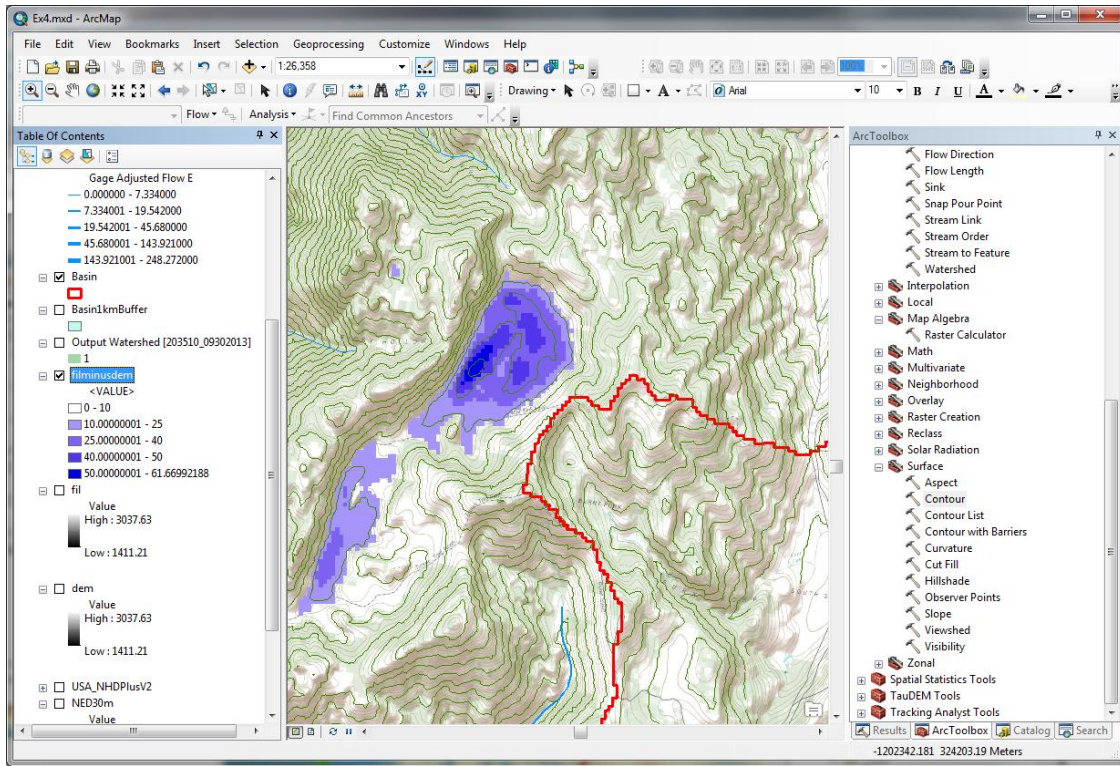 Ex4.mxd - ArcMap
File Edit View Bookmarks Insert Selection Geoprocessing Customize Windows Help
1:26,358
100%
Drawing
A
Arial
10
B I U A
Flow
Analysis
Find Common Ancestors
Table Of Contents
Gage Adjusted Flow E
0.000000 - 7.334000
7.334001 - 19.542000
19.542001 - 45.680000
45.680001 - 143.921000
143.921001 - 248.272000
Basin
Basin1kmBuffer
Output Watershed [203510_09302013]
1
filminusdem
<VALUE>
0 - 10
10.00000001 - 25
25.00000001 - 40
40.00000001 - 50
50.00000001 - 61.66992188
fil
Value
High : 3037.63
Low : 1411.21
dem
Value
High : 3037.63
Low : 1411.21
USA_NHDPlusV2
NED30m
Value
ArcToolbox
Flow Direction
Flow Length
Sink
Snap Pour Point
Stream Link
Stream Order
Stream to Feature
Watershed
Interpolation
Local
Map Algebra
Raster Calculator
Math
Multivariate
Neighborhood
Overlay
Raster Creation
Reclass
Solar Radiation
Surface
Aspect
Contour
Contour List
Contour with Barriers
Curvature
Cut Fill
Hillshade
Observer Points
Slope
Viewshed
Visibility
Zonal
Spatial Statistics Tools
TauDEM Tools
Tracking Analyst Tools
Results ArcToolbox Catalog Search
-1202342.181 324203.19 Meters